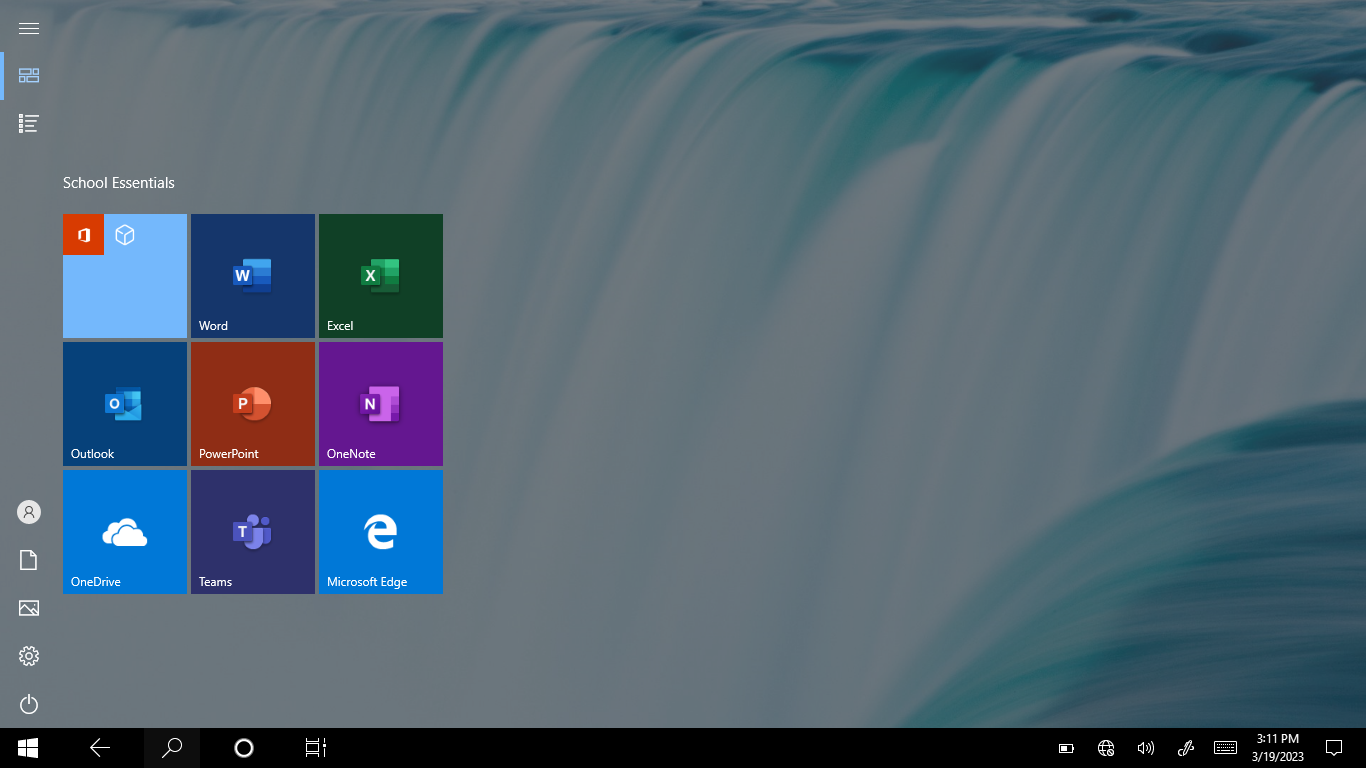 School Essentials
W
Word
X
Excel
O
Outlook
P
PowerPoint
N
OneNote
OneDrive
T
Teams
Microsoft Edge
3:11 PM
3/19/2023